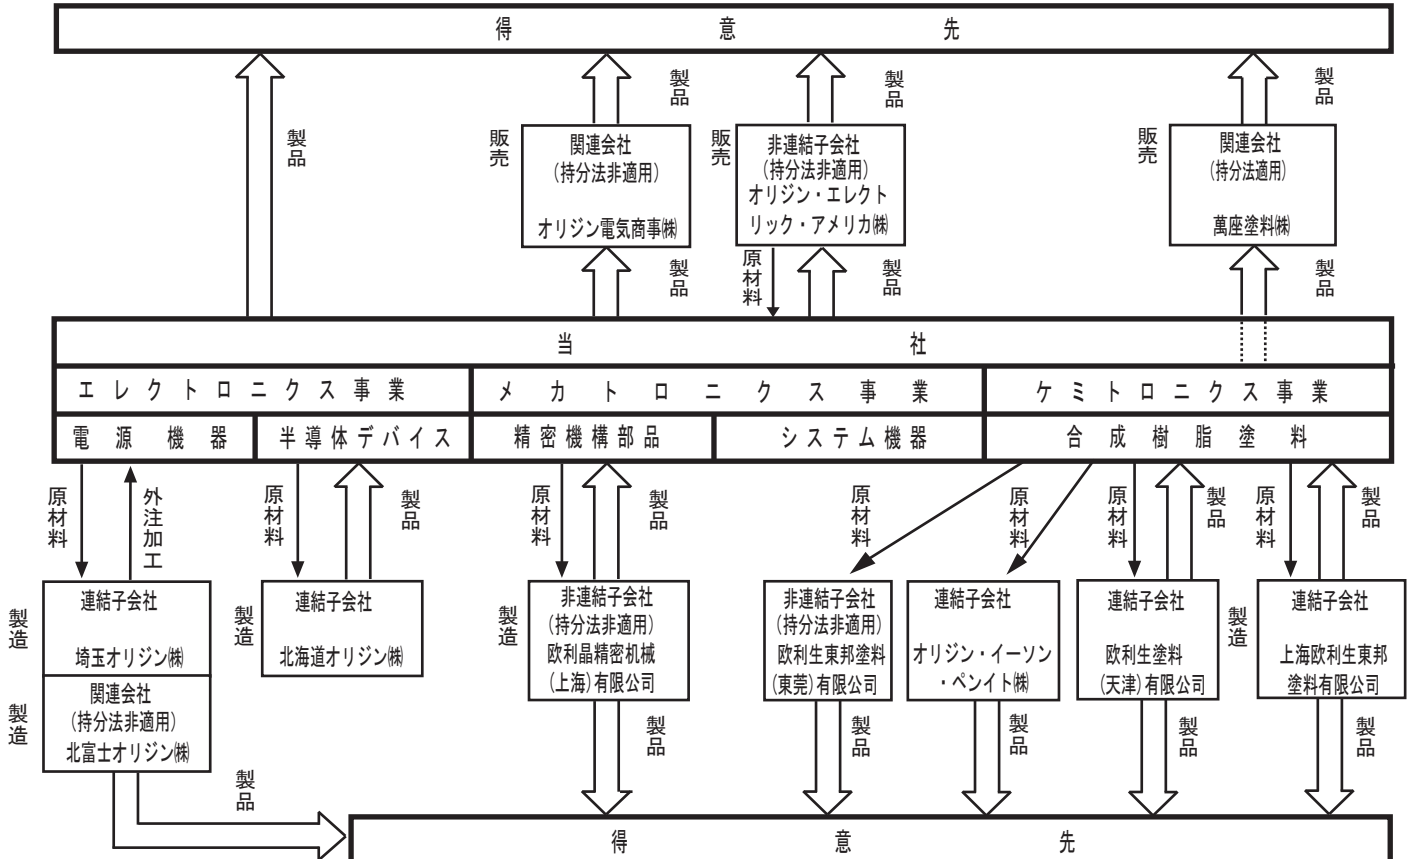 得意先
製品
製品
製品
製品
販売
関連会社
(持分法非適用)
オリジン電気商事㈱
販売
非連結子会社
(持分法非適用)
オリジン・エレクト
リック・アメリカ㈱
販売
関連会社
(持分法適用)
萬座塗料㈱
製品
原材料
製品
製品
当社
エレクトロニクス事業
メカトロニクス事業
ケミトロニクス事業
電源機器
半導体デバイス
精密機構部品
システム機器
合成樹脂塗料
原材料
外注加工
原材料
製品
原材料
製品
原材料
原材料
原材料
製品
原材料
製品
製造
連結子会社
埼玉オリジン㈱
製造
関連会社
(持分法非適用)
北富士オリジン㈱
製造
連結子会社
北海道オリジン㈱
製造
非連結子会社
(持分法非適用)
欧利晶精密机械
(上海)有限公司
非連結子会社
(持分法非適用)
欧利生東邦塗料
(東莞)有限公司
連結子会社
オリジン・イーソン
・ペンイト㈱
連結子会社
欧利生塗料
(天津)有限公司
製造
連結子会社
上海欧利生東邦
塗料有限公司
製品
製品
製品
製品
製品
製品
得意先